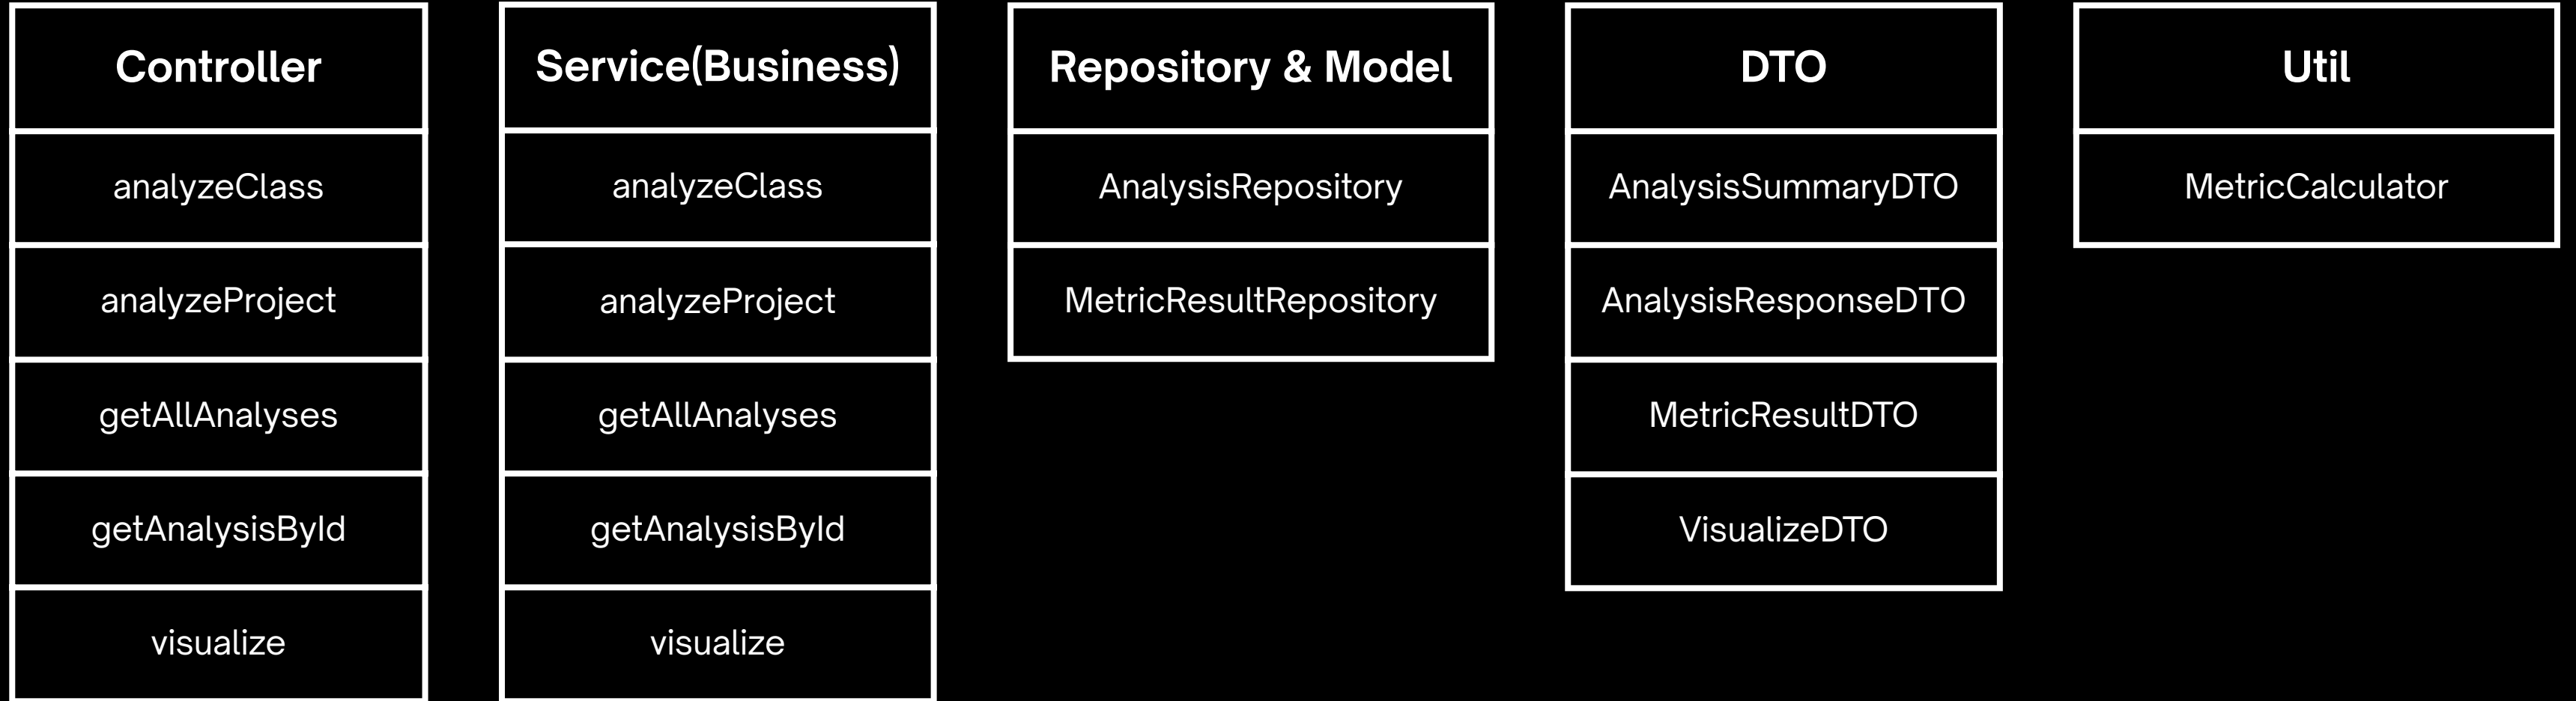 Controller
analyzeClass
analyzeProject
getAllAnalyses
getAnalysisById
visualize
Service(Business)
analyzeClass
analyzeProject
getAllAnalyses
getAnalysisById
visualize
Repository & Model
AnalysisRepository
MetricResultRepository
DTO
AnalysisSummaryDTO
AnalysisResponseDTO
MetricResultDTO
VisualizeDTO
Util
MetricCalculator